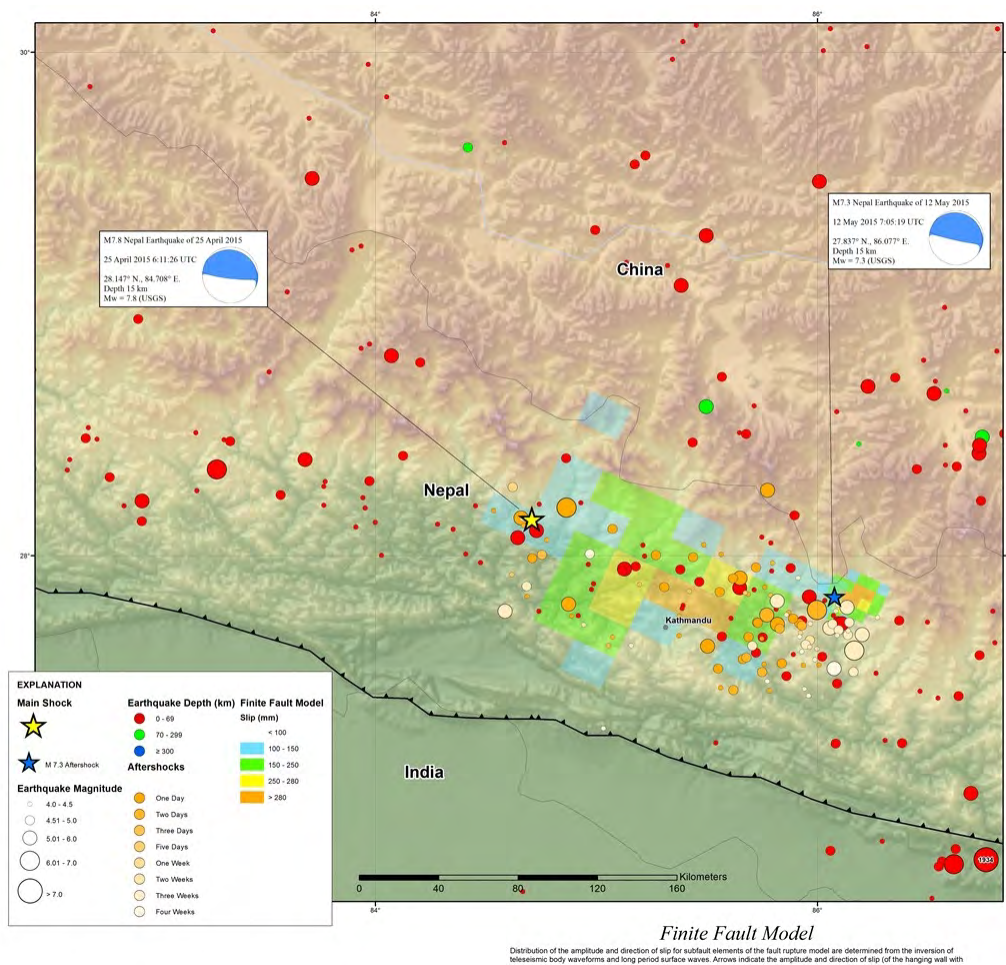 84°
86°
30°
M7.3 Nepal Earthquake of 12 May 2015
12 May 2015 7:05:19 UTC
27.837° N., 86.077° E.
Depth 15 km
Mw = 7.3 (USGS)
M7.8 Nepal Earthquake of 25 April 2015
25 April 2015 6:11:26 UTC
28.147° N., 84.708° E.
Depth 15 km
Mw = 7.8 (USGS)
China
Nepal
28°
Kathmandu
India
EXPLANATION
Main Shock
M 7.3 Aftershock
Earthquake Magnitude
4.0 - 4.5
4.51 - 5.0
5.01 - 6.0
6.01 - 7.0
> 7.0
Earthquake Depth (km)
0 - 69
70 - 299
≥ 300
Aftershocks
One Day
Two Days
Three Days
Five Days
One Week
Two Weeks
Three Weeks
Four Weeks
Finite Fault Model
Slip (mm)
< 100
100 - 150
150 - 250
250 - 280
> 280
1934
Kilometers
0 40 80 120 160
84°
86°
Finite Fault Model
Distribution of the amplitude and direction of slip for subfault elements of the fault rupture model are determined from the inversion of
teleseismic body waveforms and long period surface waves. Arrows indicate the amplitude and direction of slip (of the hanging wall with